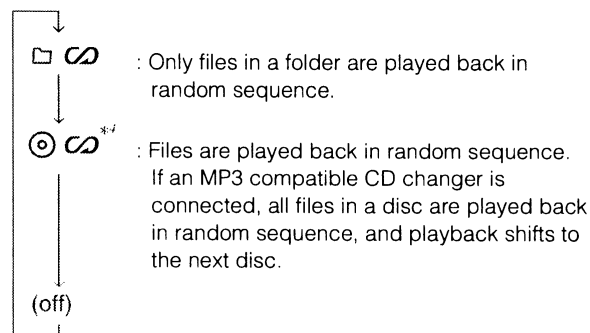 : Only files in a folder are played back in
random sequence.
: Files are played back in random sequence.
If an MP3 compatible CD changer is
connected, all files in a disc are played back
in random sequence, and playback shifts to
the next disc.
(off)